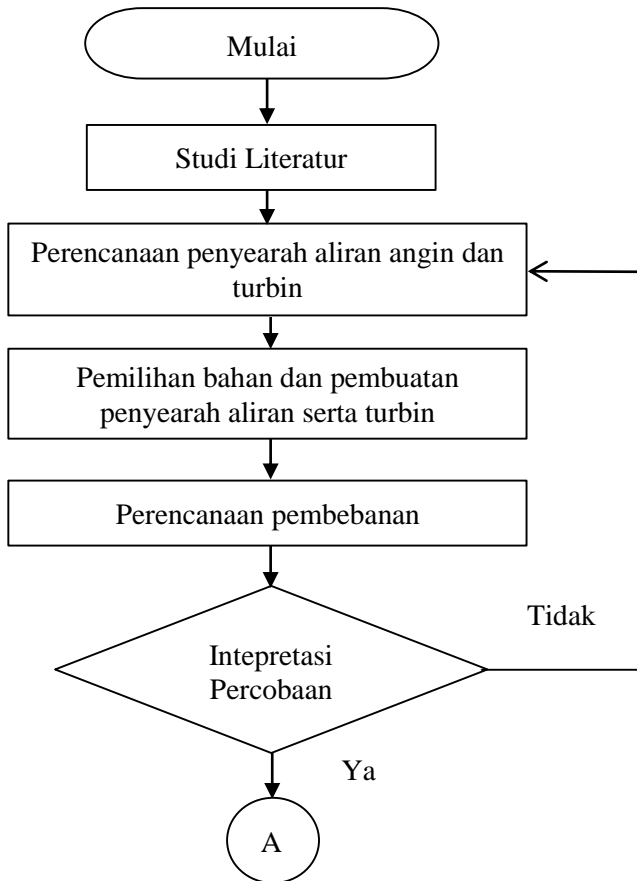 Mulai
Studi Literatur
Perencanaan penyearah aliran angin dan
turbin
Pemilihan bahan dan pembuatan
penyearah aliran serta turbin
Perencanaan pembebanan
Tidak
Intepretasi
Percobaan
Ya
A